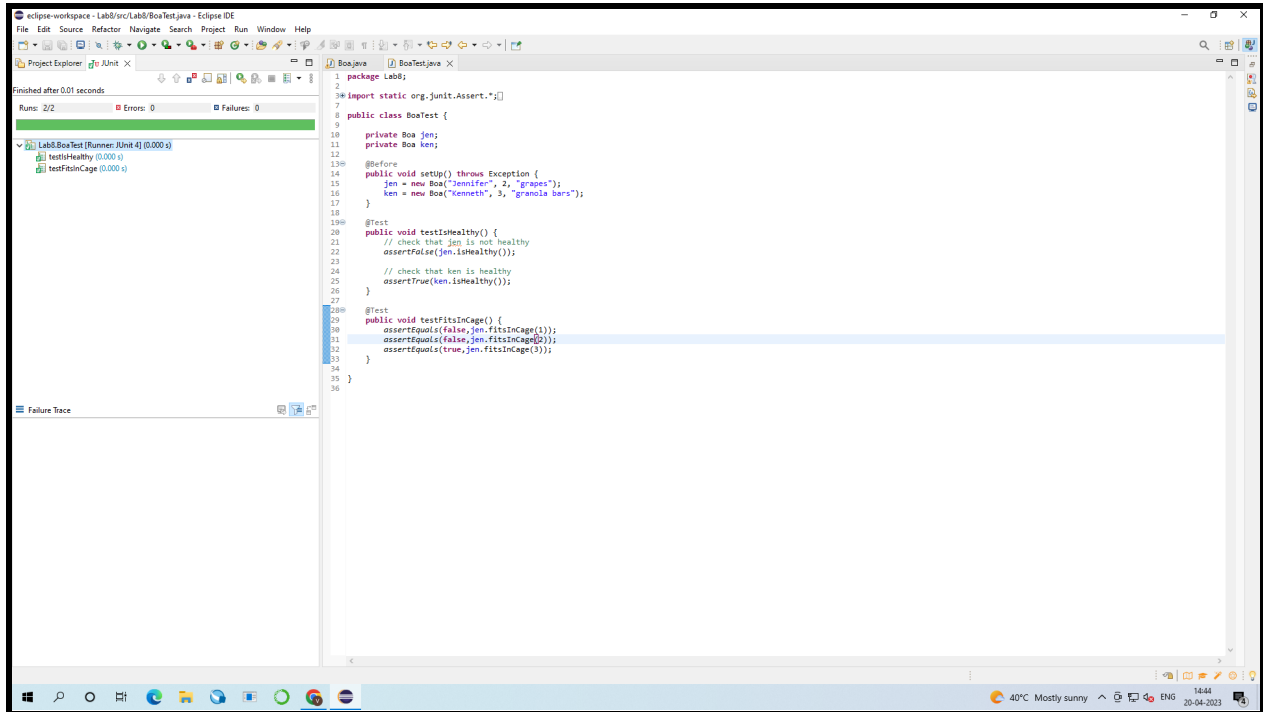 eclipse-workspace - Lab8/src/Lab8/BoaTest.java - Eclipse IDE
File Edit Source Refactor Navigate Search Project Run Window Help
Project Explorer JUnit
Boa.java BoaTest.java
Finished after 0.01 seconds
Runs: 2/2 Errors: 0 Failures: 0
Lab8.BoaTest [Runner: JUnit 4] (0.000 s)
testIsHealthy (0.000 s)
testFitsInCage (0.000 s)
Failure Trace
1 package Lab8;
2
3 import static org.junit.Assert.*;
7
8 public class BoaTest {
9
10 private Boa jen;
11 private Boa ken;
12
13 @Before
14 public void setUp() throws Exception {
15 jen = new Boa("Jennifer", 2, "grapes");
16 ken = new Boa("Kenneth", 3, "granola bars");
17 }
18
19 @Test
20 public void testIsHealthy() {
21 // check that jen is not healthy
22 assertFalse(jen.isHealthy());
23
24 // check that ken is healthy
25 assertTrue(ken.isHealthy());
26 }
27
28 @Test
29 public void testFitsInCage() {
30 assertEquals(false,jen.fitsInCage(1));
31 assertEquals(false,jen.fitsInCage(2));
32 assertEquals(true,jen.fitsInCage(3));
33 }
34
35 }
36
40°C Mostly sunny ENG 14:44
20-04-2023 4